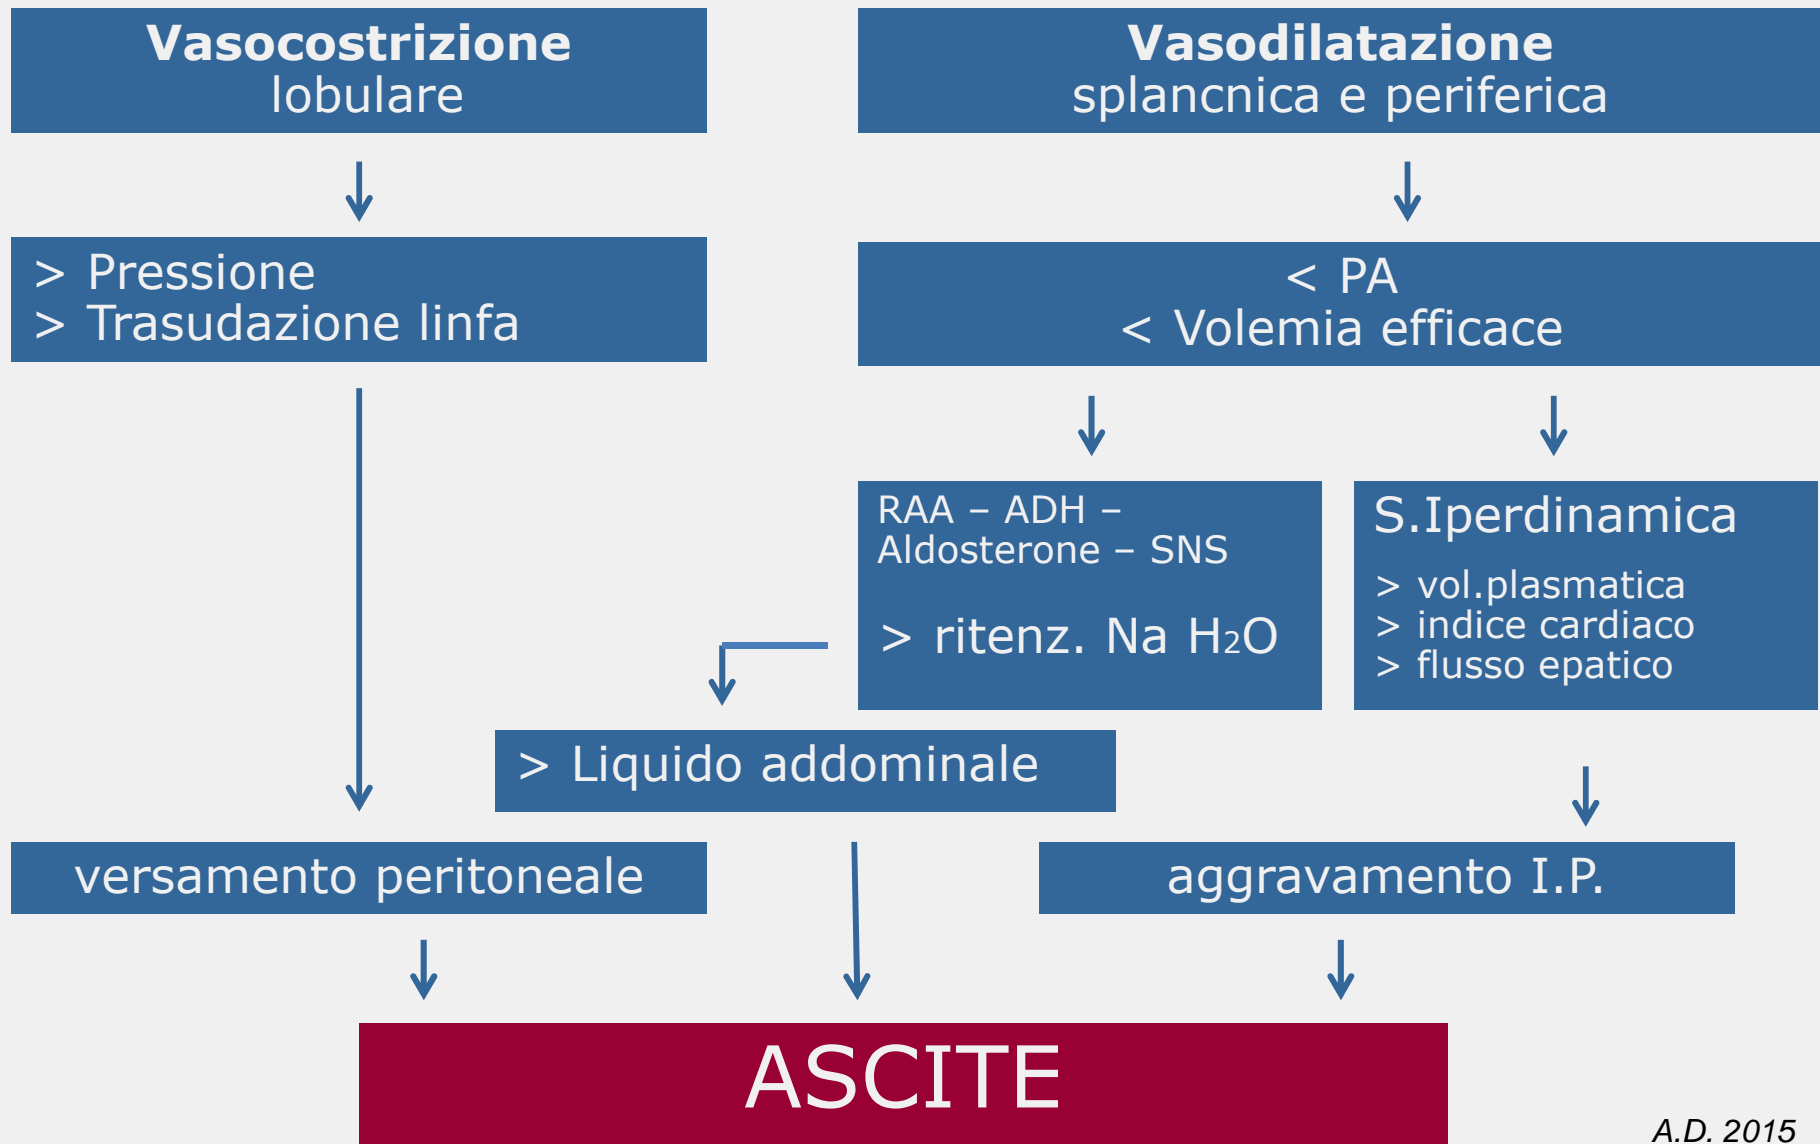 Vasocostrizione
lobulare
Vasodilatazione
splancnica e periferica
> Pressione
> Trasudazione linfa
< PA
< Volemia efficace
RAA – ADH –
Aldosterone – SNS
> ritenz. Na H2O
S.Iperdinamica
> vol.plasmatica
> indice cardiaco
> flusso epatico
> Liquido addominale
versamento peritoneale
aggravamento I.P.
ASCITE
A.D. 2015